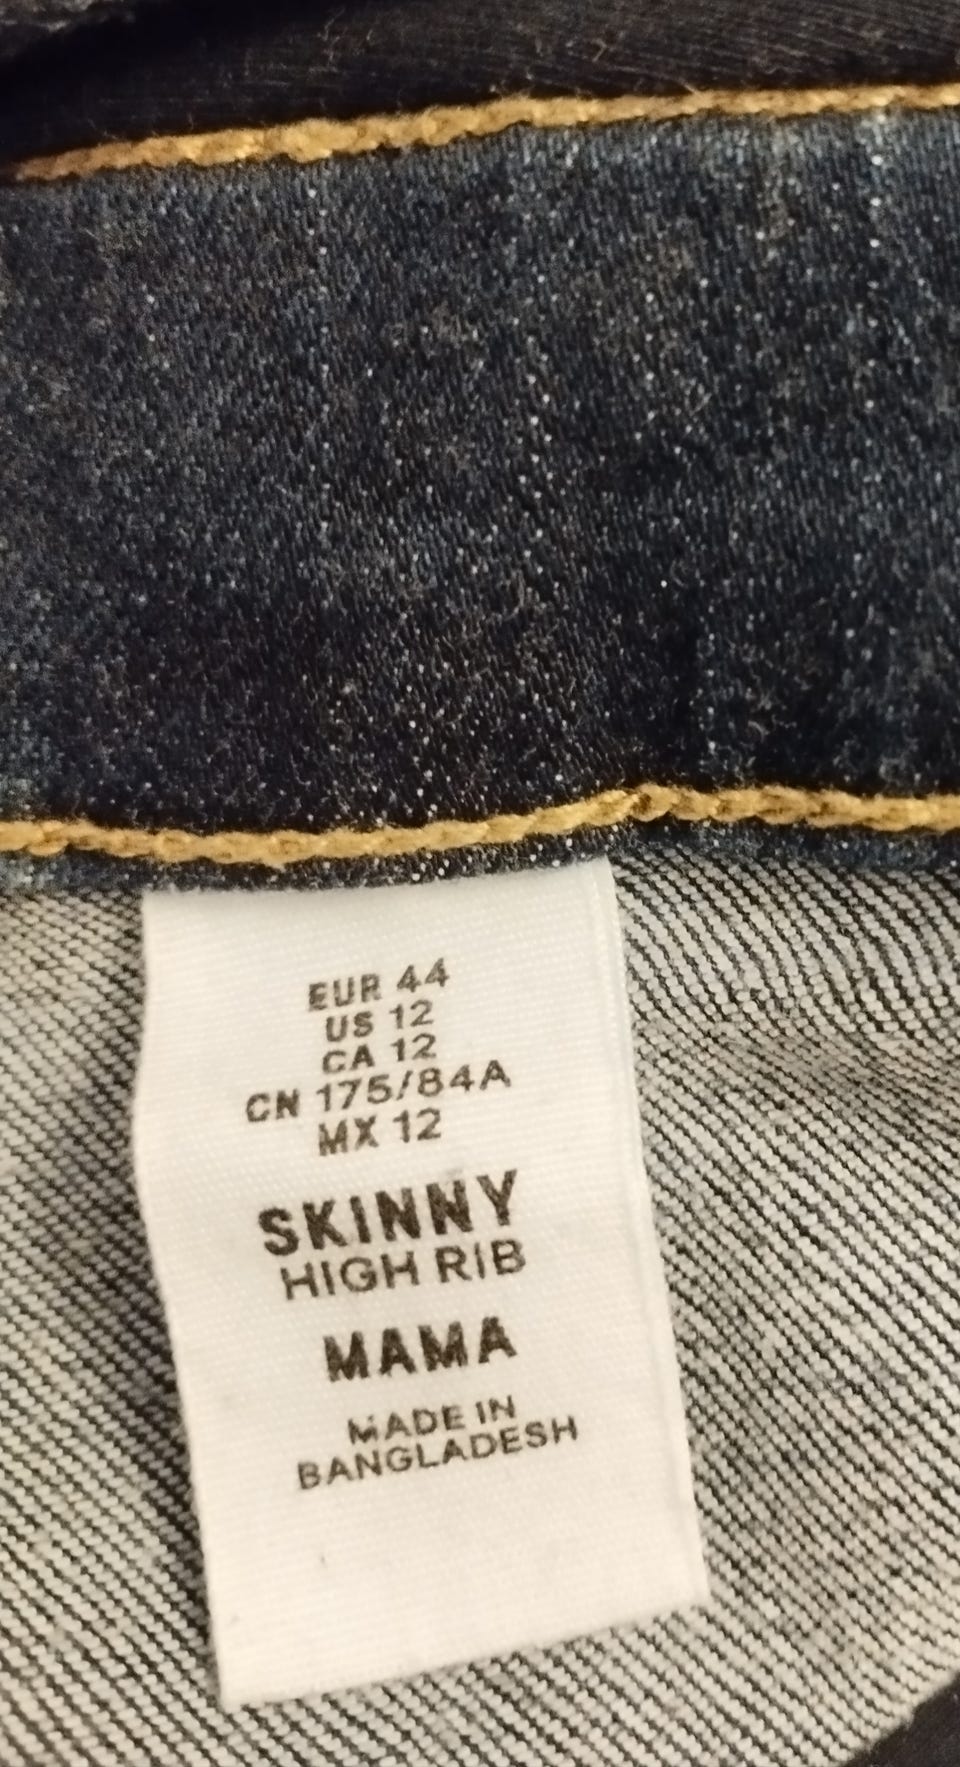 EUR 44
US 12
CA 12
CN 175/84A
MX 12
SKINNY
HIGH RIB
MAMA
MADE IN
BANGLADESH